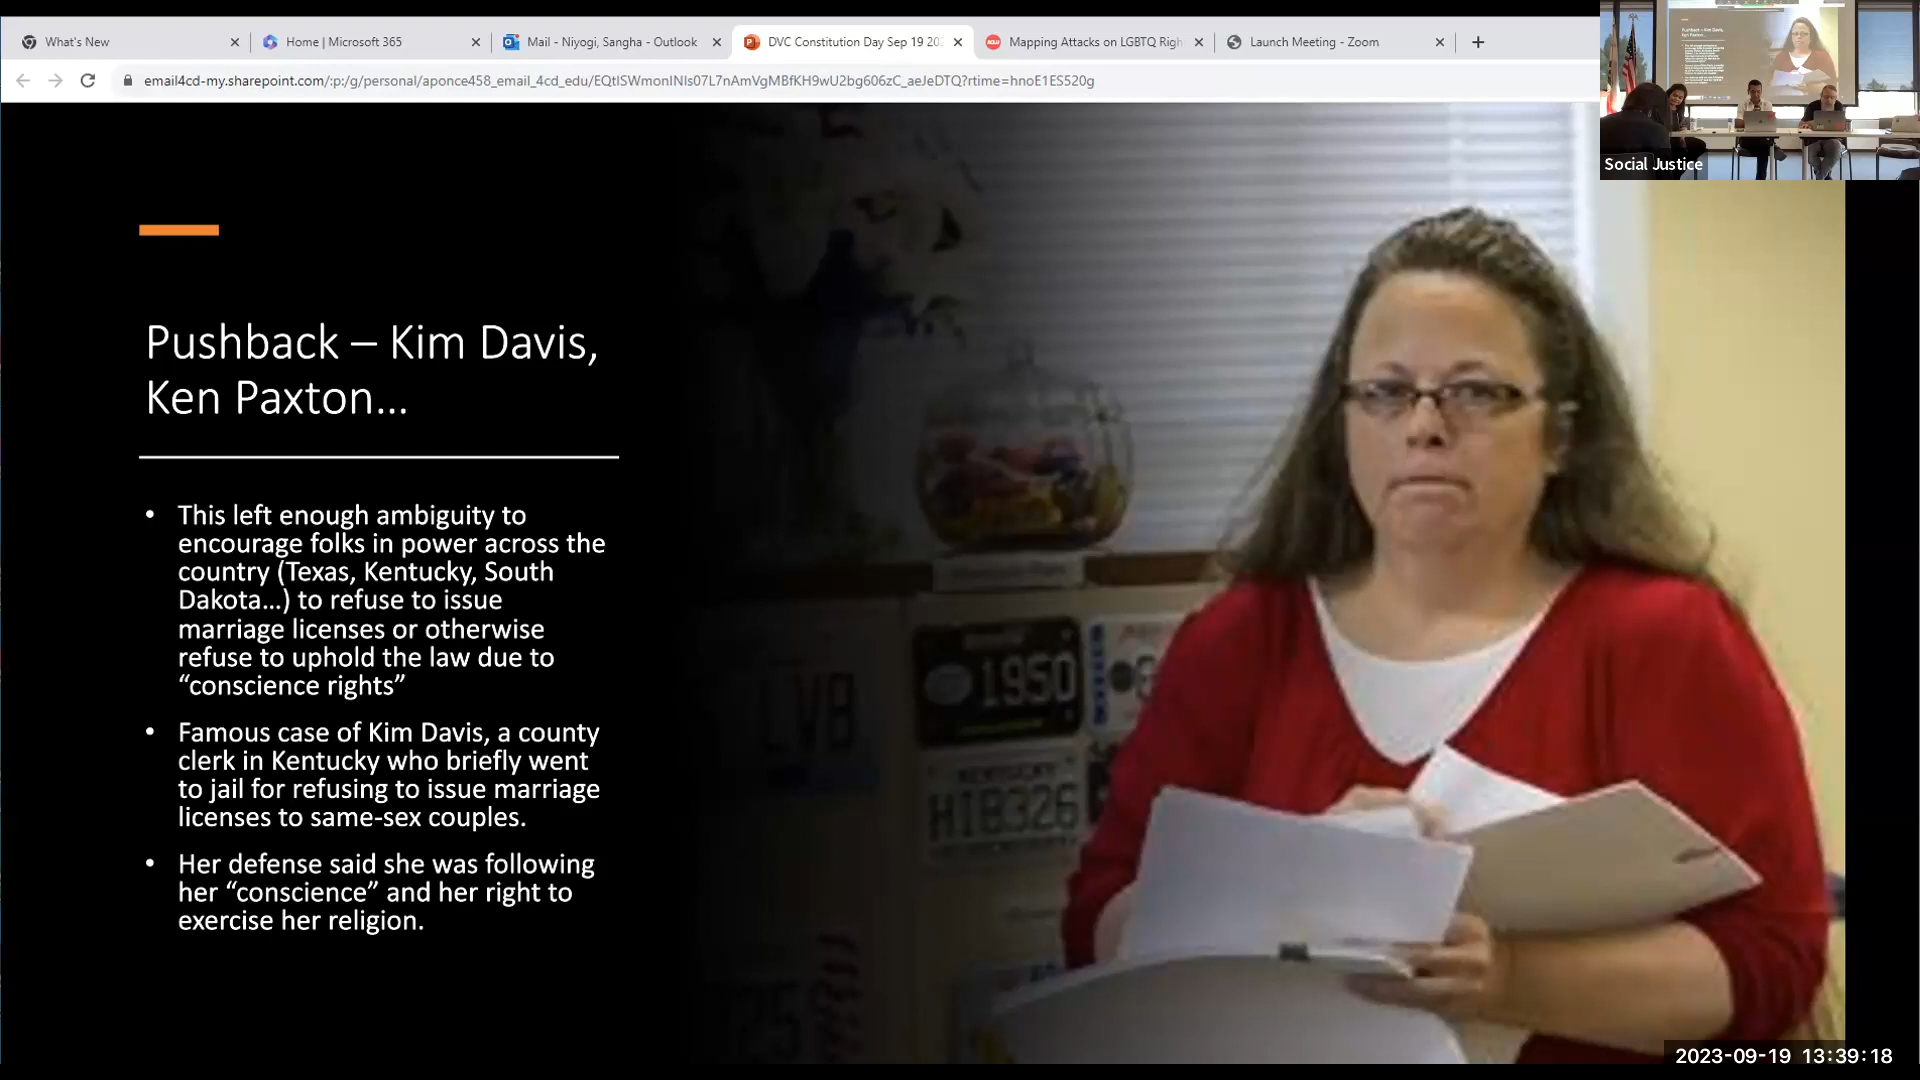 What's New
Home | Microsoft 365
Mail - Niyogi, Sangha - Outlook
DVC Constitution Day Sep 19 202
Mapping Attacks on LGBTQ Righ
Launch Meeting - Zoom
email4cd-my.sharepoint.com/:p:/g/personal/aponce458_email_4cd_edu/EQtISWmonINIs07L7nAmVgMBfKH9wU2bg606zC_aeJeDTQ?rtime=hnoE1ES520g
Social Justice
Pushback – Kim Davis,
Ken Paxton...
• This left enough ambiguity to
encourage folks in power across the
country (Texas, Kentucky, South
Dakota...) to refuse to issue
marriage licenses or otherwise
refuse to uphold the law due to
“conscience rights”
• Famous case of Kim Davis, a county
clerk in Kentucky who briefly went
to jail for refusing to issue marriage
licenses to same-sex couples.
• Her defense said she was following
her “conscience” and her right to
exercise her religion.
1950
LVB
KENTUCKY
HIB326
2023-09-19 13:39:18